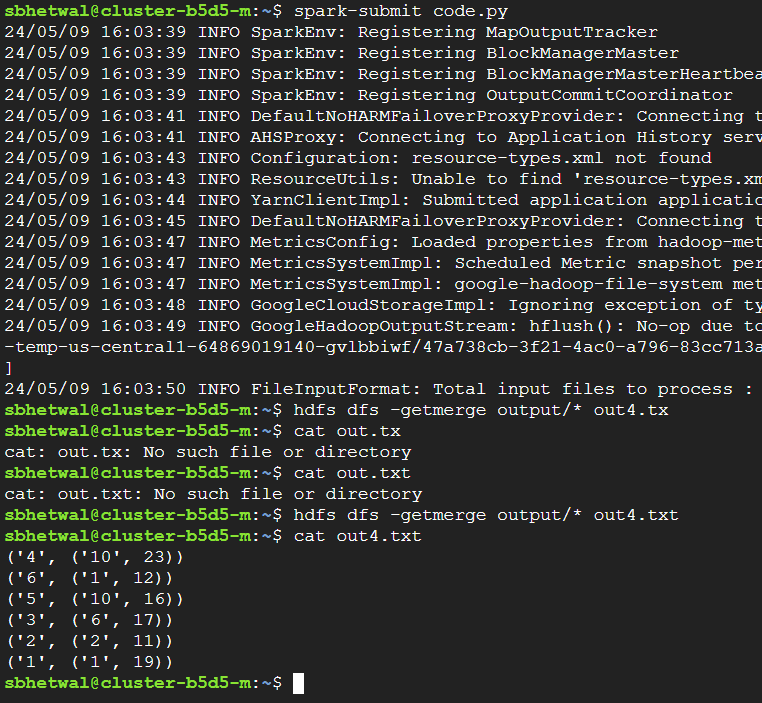 sbhetwal@cluster-b5d5-m:~$ spark-submit code.py
24/05/09 16:03:39 INFO SparkEnv: Registering MapOutputTracker
24/05/09 16:03:39 INFO SparkEnv: Registering BlockManagerMaster
24/05/09 16:03:39 INFO SparkEnv: Registering BlockManagerMasterHeartbea
24/05/09 16:03:39 INFO SparkEnv: Registering OutputCommitCoordinator
24/05/09 16:03:41 INFO DefaultNoHARMFailoverProxyProvider: Connecting t
24/05/09 16:03:41 INFO AHSProxy: Connecting to Application History serv
24/05/09 16:03:43 INFO Configuration: resource-types.xml not found
24/05/09 16:03:43 INFO ResourceUtils: Unable to find 'resource-types.xm
24/05/09 16:03:44 INFO YarnClientImpl: Submitted application applicatio
24/05/09 16:03:45 INFO DefaultNoHARMFailoverProxyProvider: Connecting t
24/05/09 16:03:47 INFO MetricsConfig: Loaded properties from hadoop-met
24/05/09 16:03:47 INFO MetricsSystemImpl: Scheduled Metric snapshot per
24/05/09 16:03:47 INFO MetricsSystemImpl: google-hadoop-file-system met
24/05/09 16:03:48 INFO GoogleCloudStorageImpl: Ignoring exception of ty
24/05/09 16:03:49 INFO GoogleHadoopOutputStream: hflush(): No-op due to
-temp-us-central1-64869019140-gvlbbiwf/47a738cb-3f21-4ac0-a796-83cc713a
]
24/05/09 16:03:50 INFO FileInputFormat: Total input files to process :
sbhetwal@cluster-b5d5-m:~$ hdfs dfs -getmerge output/* out4.tx
sbhetwal@cluster-b5d5-m:~$ cat out.tx
cat: out.tx: No such file or directory
sbhetwal@cluster-b5d5-m:~$ cat out.txt
cat: out.txt: No such file or directory
sbhetwal@cluster-b5d5-m:~$ hdfs dfs -getmerge output/* out4.txt
sbhetwal@cluster-b5d5-m:~$ cat out4.txt
('4', ('10', 23))
('6', ('1', 12))
('5', ('10', 16))
('3', ('6', 17))
('2', ('2', 11))
('1', ('1', 19))
sbhetwal@cluster-b5d5-m:~$